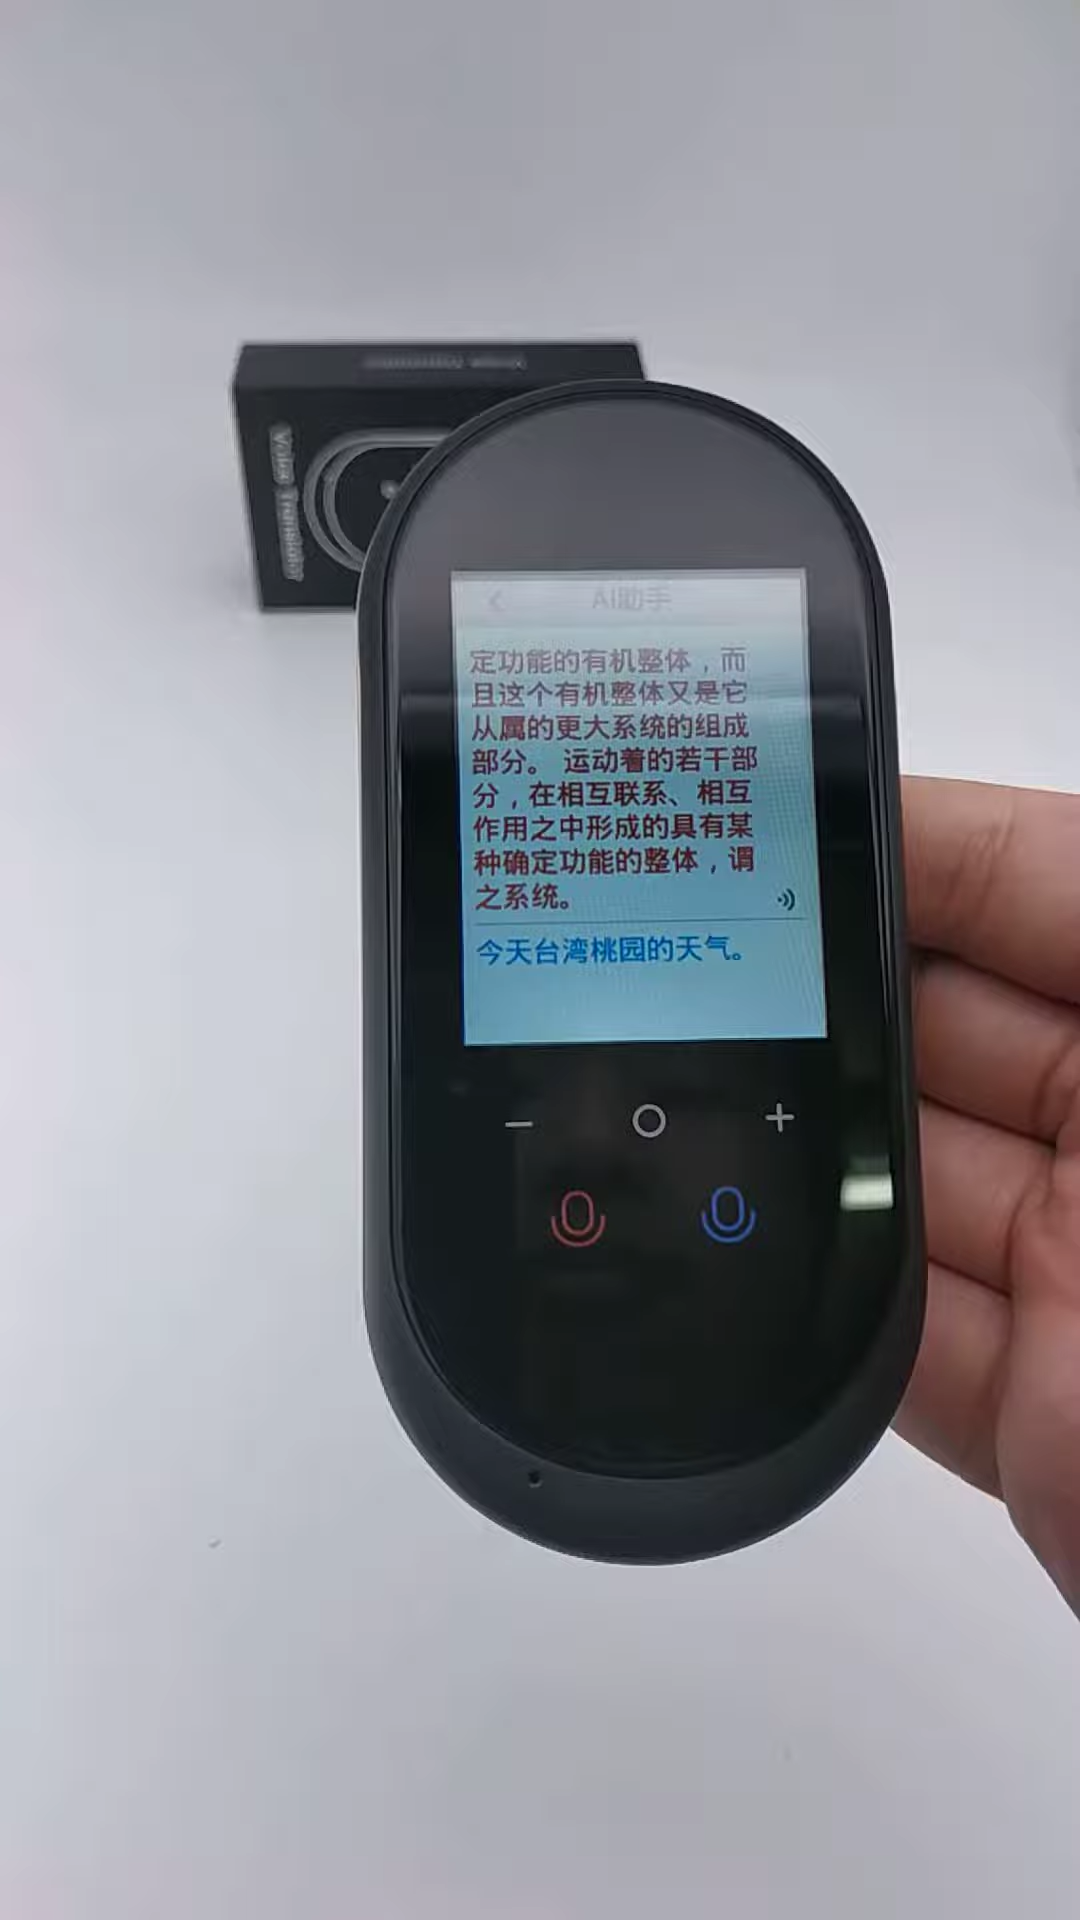 Voice Translator
AI助手
定功能的有机整体，而
且这个有机整体又是它
从属的更大系统的组成
部分。 运动着的若干部
分，在相互联系、相互
作用之中形成的具有某
种确定功能的整体，谓
之系统。
今天台湾桃园的天气。